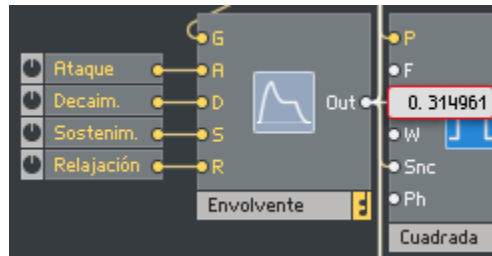 G
P
Ataque
A
F
Decaim.
D
Out
0.314961
Sostenim.
S
W
Relajación
R
Snc
Envolvente
Ph
Cuadrada